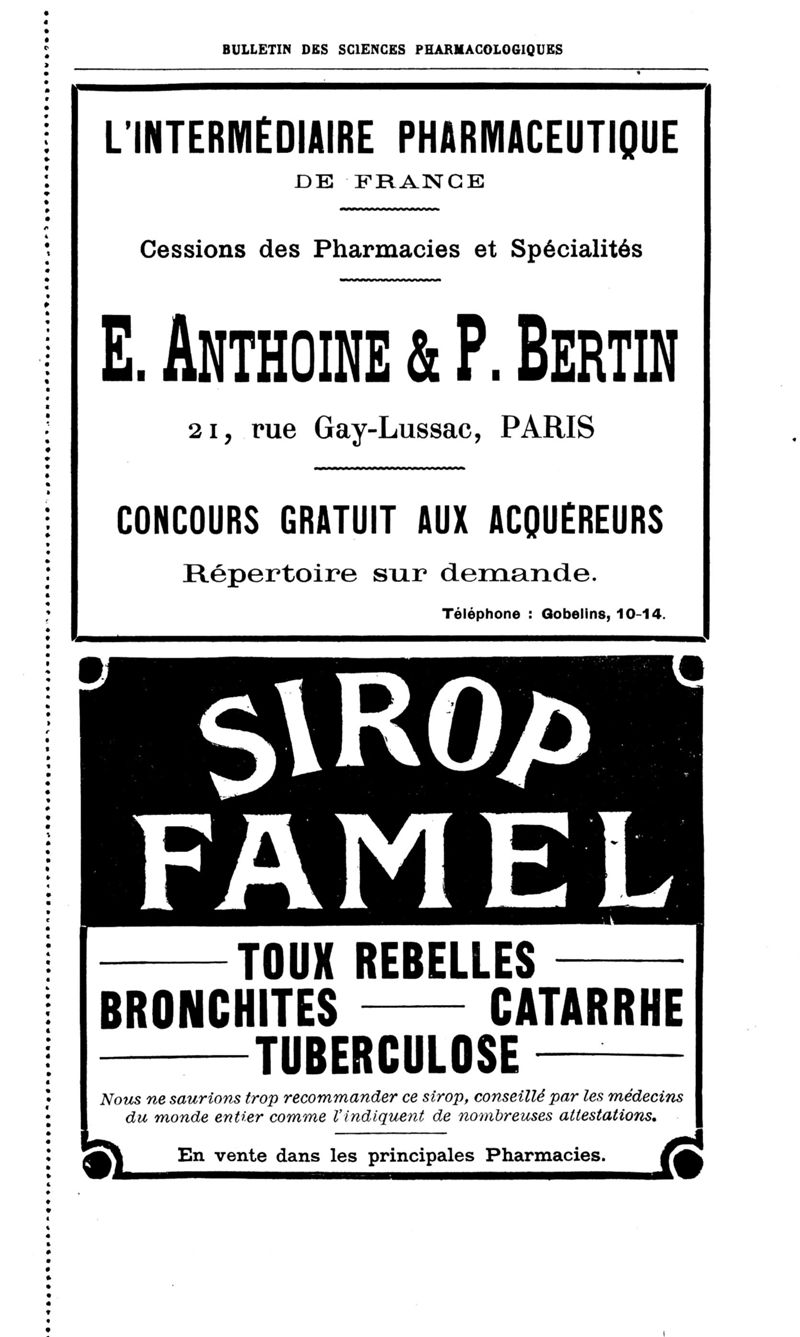 BULLETIN DES SCIENCES PHARMACOLOGIQUES
L'INTERMÉDIAIRE PHARMACEUTIQUE
DE FRANCE
Cessions des Pharmacies et Spécialités
E. ANTHOINE & P. BERTIN
21, rue Gay-Lussac, PARIS
CONCOURS GRATUIT AUX ACQUÉREURS
Répertoire sur demande.
Téléphone : Gobelins, 10-14.
SIROP
FAMEL
TOUX REBELLES
BRONCHITES — CATARRHE
TUBERCULOSE
Nous ne saurions trop recommander ce sirop, conseillé par les médecins
du monde entier comme l'indiquent de nombreuses attestations.
En vente dans les principales Pharmacies.